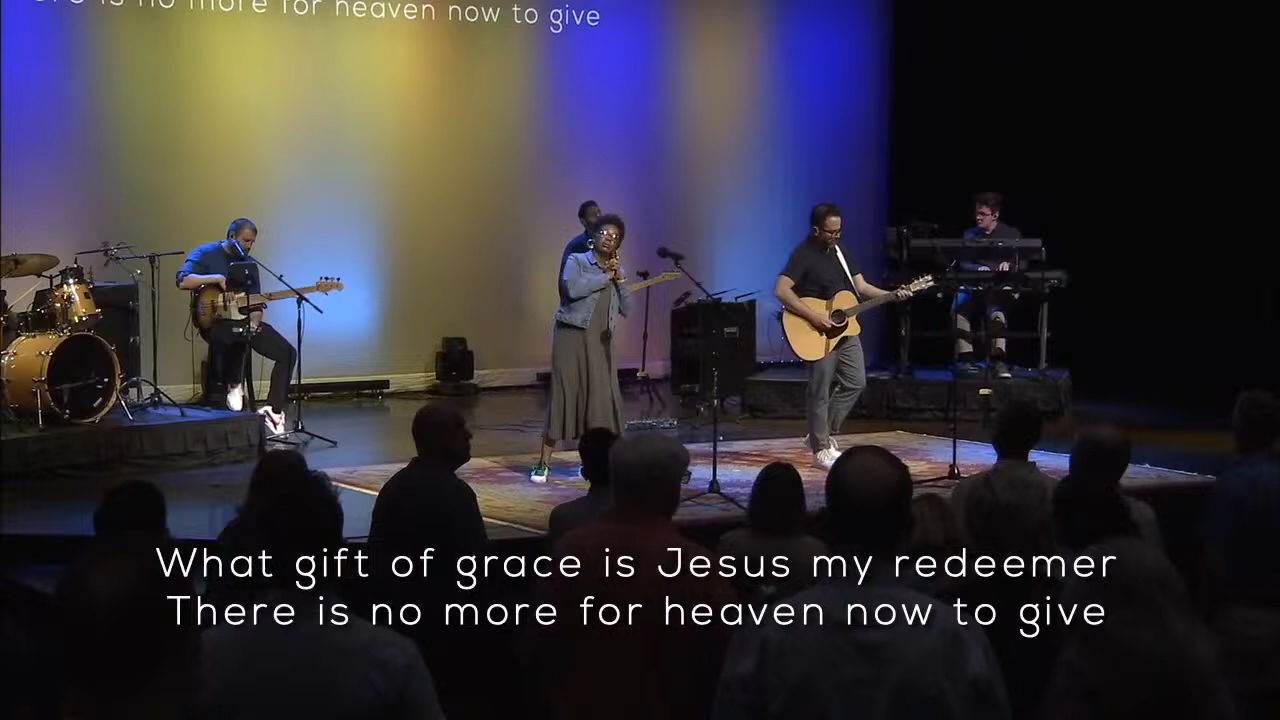 is no more for heaven now to give
What gift of grace is Jesus my redeemer
There is no more for heaven now to give